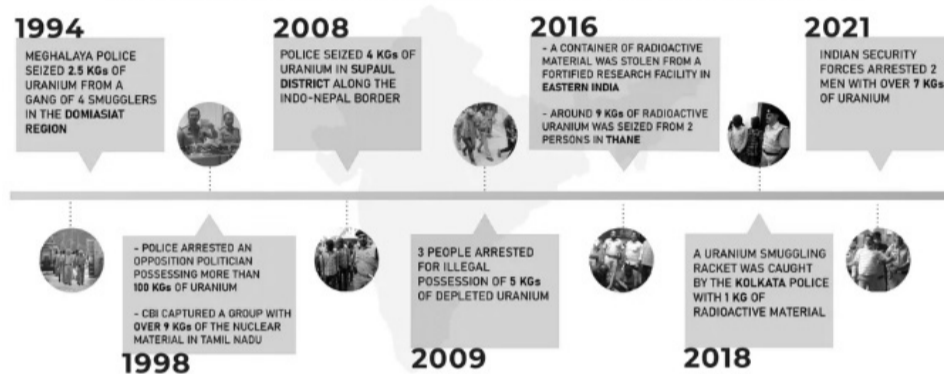 1994
MEGHALAYA POLICE
SEIZED 2.5 KGs OF
URANIUM FROM A
GANG OF 4 SMUGGLERS
IN THE DOMIASIAT
REGION
1998
- POLICE ARRESTED AN
OPPOSITION POLITICIAN
POSSESSING MORE THAN
100 KGs OF URANIUM
- CBI CAPTURED A GROUP WITH
OVER 9 KGs OF THE NUCLEAR
MATERIAL IN TAMIL NADU
2008
POLICE SEIZED 4 KGs OF
URANIUM IN SUPAUL
DISTRICT ALONG THE
INDO-NEPAL BORDER
2009
3 PEOPLE ARRESTED
FOR ILLEGAL
POSSESSION OF 5 KGs
OF DEPLETED URANIUM
2016
- A CONTAINER OF RADIOACTIVE
MATERIAL WAS STOLEN FROM A
FORTIFIED RESEARCH FACILITY IN
EASTERN INDIA
- AROUND 9 KGs OF RADIOACTIVE
URANIUM WAS SEIZED FROM 2
PERSONS IN THANE
2018
A URANIUM SMUGGLING
RACKET WAS CAUGHT
BY THE KOLKATA POLICE
WITH 1 KG OF
RADIOACTIVE MATERIAL
2021
INDIAN SECURITY
FORCES ARRESTED 2
MEN WITH OVER 7 KGs
OF URANIUM